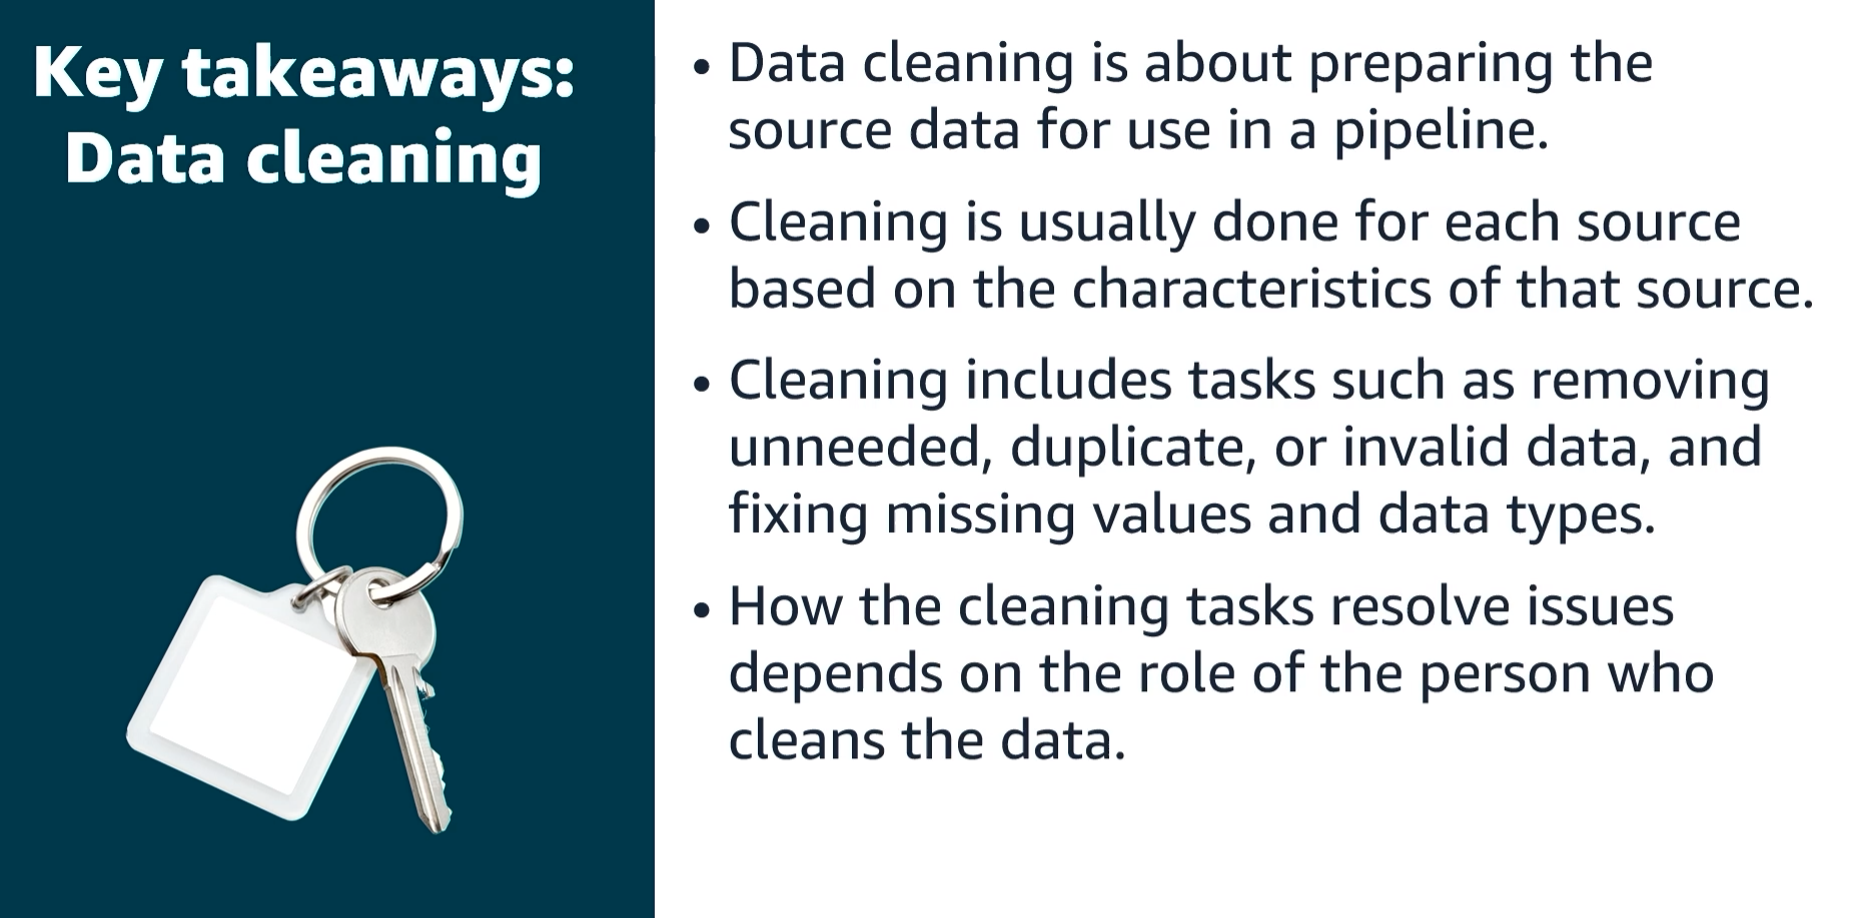 Key takeaways:
Data cleaning
• Data cleaning is about preparing the
source data for use in a pipeline.
• Cleaning is usually done for each source
based on the characteristics of that source.
• Cleaning includes tasks such as removing
unneeded, duplicate, or invalid data, and
fixing missing values and data types.
• How the cleaning tasks resolve issues
depends on the role of the person who
cleans the data.